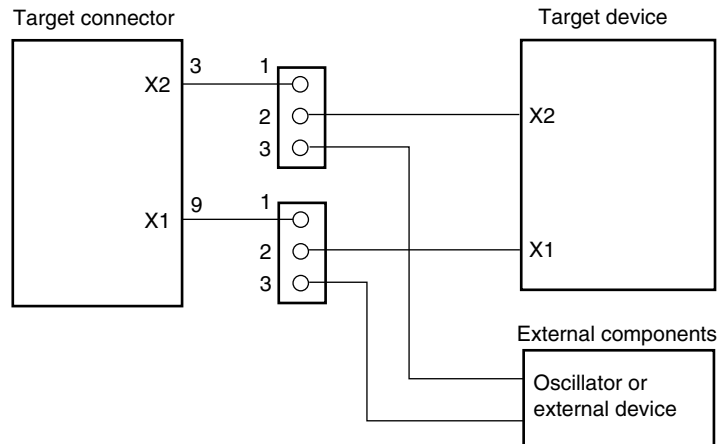 Target connector
Target device
X2
3
1
2
3
X2
X1
9
1
2
3
X1
External components
Oscillator or
external device